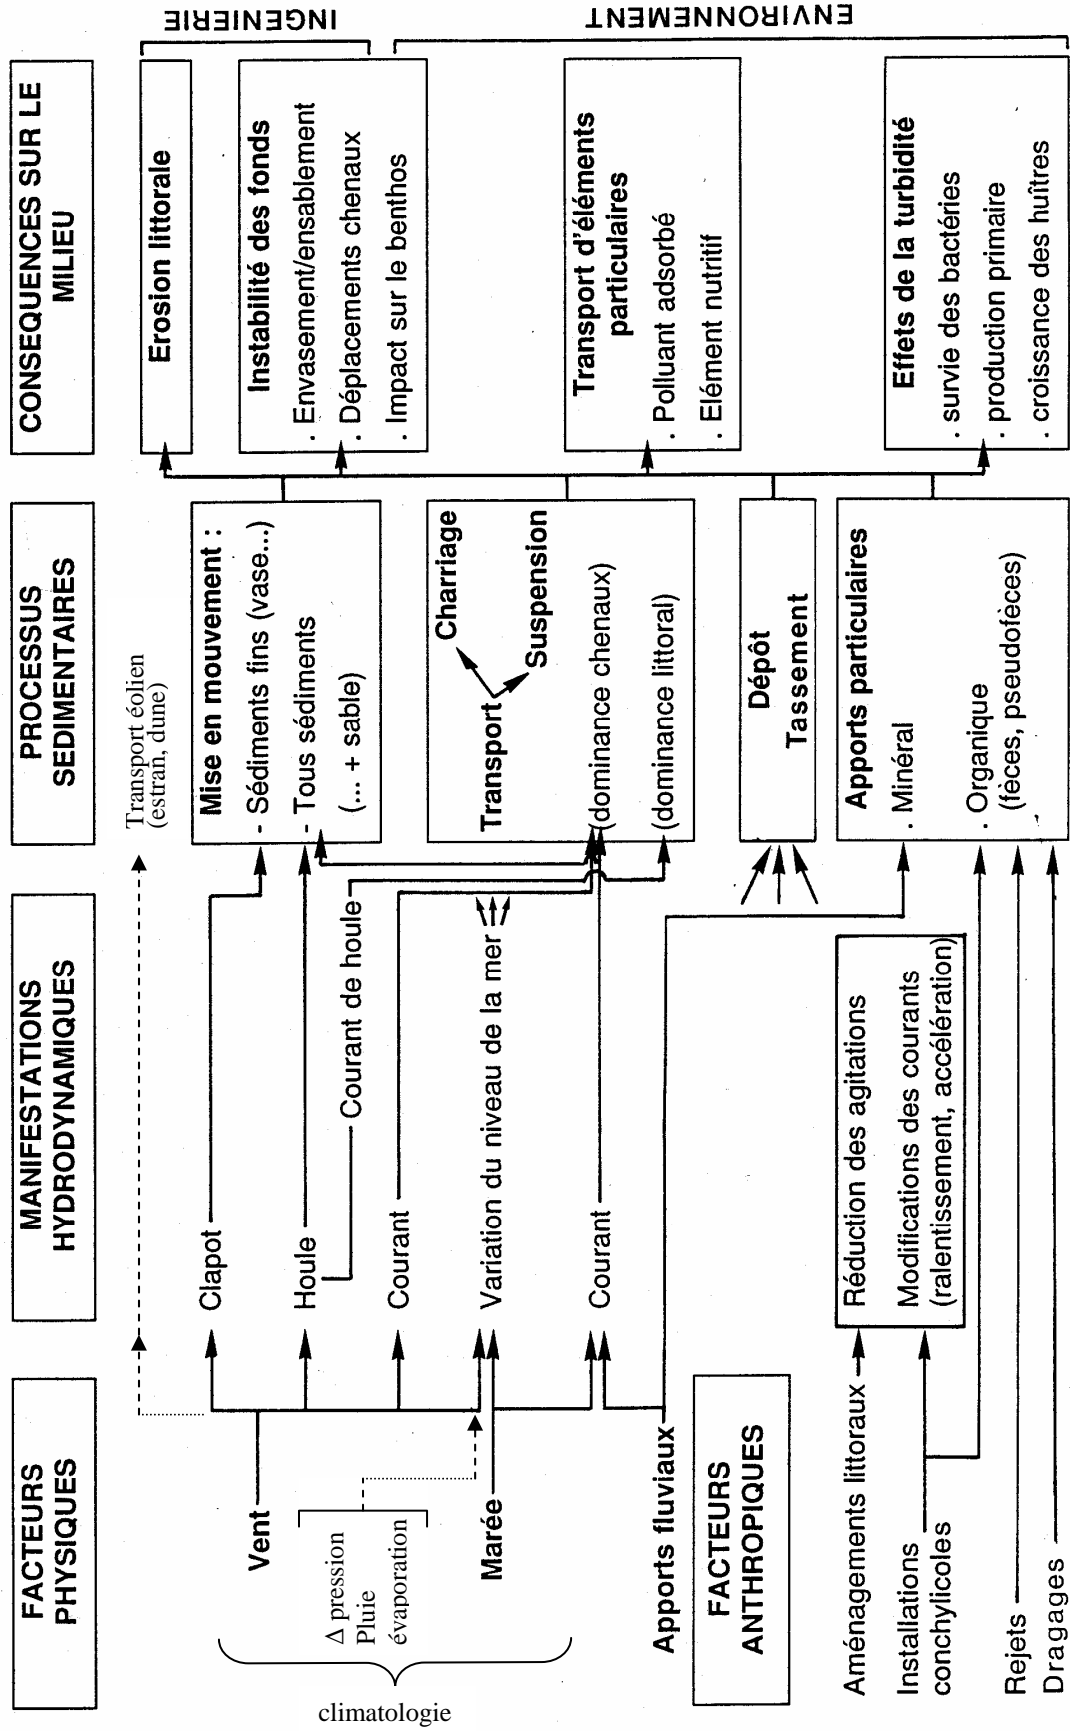 FACTEURS
PHYSIQUES
MANIFESTATIONS
HYDRODYNAMIQUES
PROCESSUS
SEDIMENTAIRES
CONSEQUENCES SUR LE
MILIEU
climatologie
Vent
Δ pression
Pluie
évaporation
Marée
Apports fluviaux
FACTEURS
ANTHROPIQUES
Aménagements littoraux
Installations
conchylicoles
Rejets
Dragages
Clapot
Houle
Courant de houle
Courant
Variation du niveau de la mer
Courant
Réduction des agitations
Modifications des courants
(ralentissement, accélération)
Transport éolien
(estran, dune)
Mise en mouvement :
- Sédiments fins (vase...)
- Tous sédiments
(... + sable)
Transport
Charriage
Suspension
(dominance chenaux)
(dominance littoral)
Dépôt
Tassement
Apports particulaires
. Minéral
. Organique
(fèces, pseudofèces)
Erosion littorale
Instabilité des fonds
. Envasement/ensablement
. Déplacements chenaux
. Impact sur le benthos
Transport d'éléments
particulaires
. Polluant adsorbé
. Elément nutritif
Effets de la turbidité
. survie des bactéries
. production primaire
. croissance des huîtres
INGENIERIE
ENVIRONNEMENT